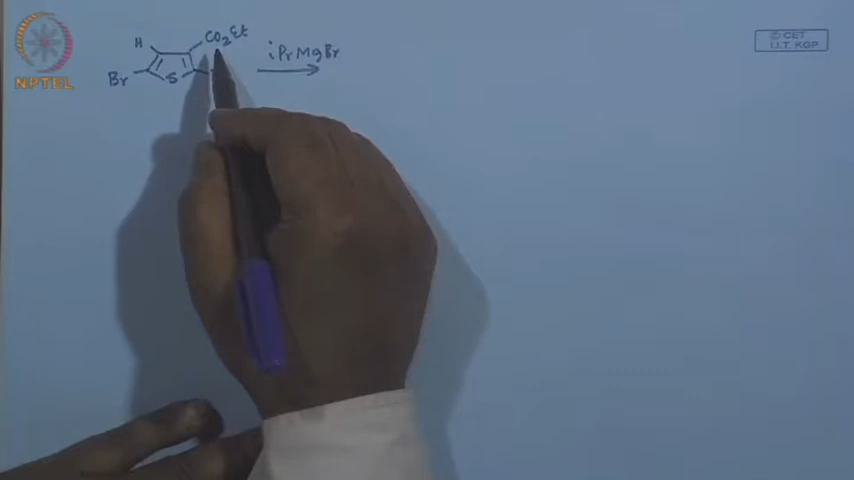 H
CO2Et
iPrMgBr
Br
S
NPTEL
© CET
I.I.T. KGP